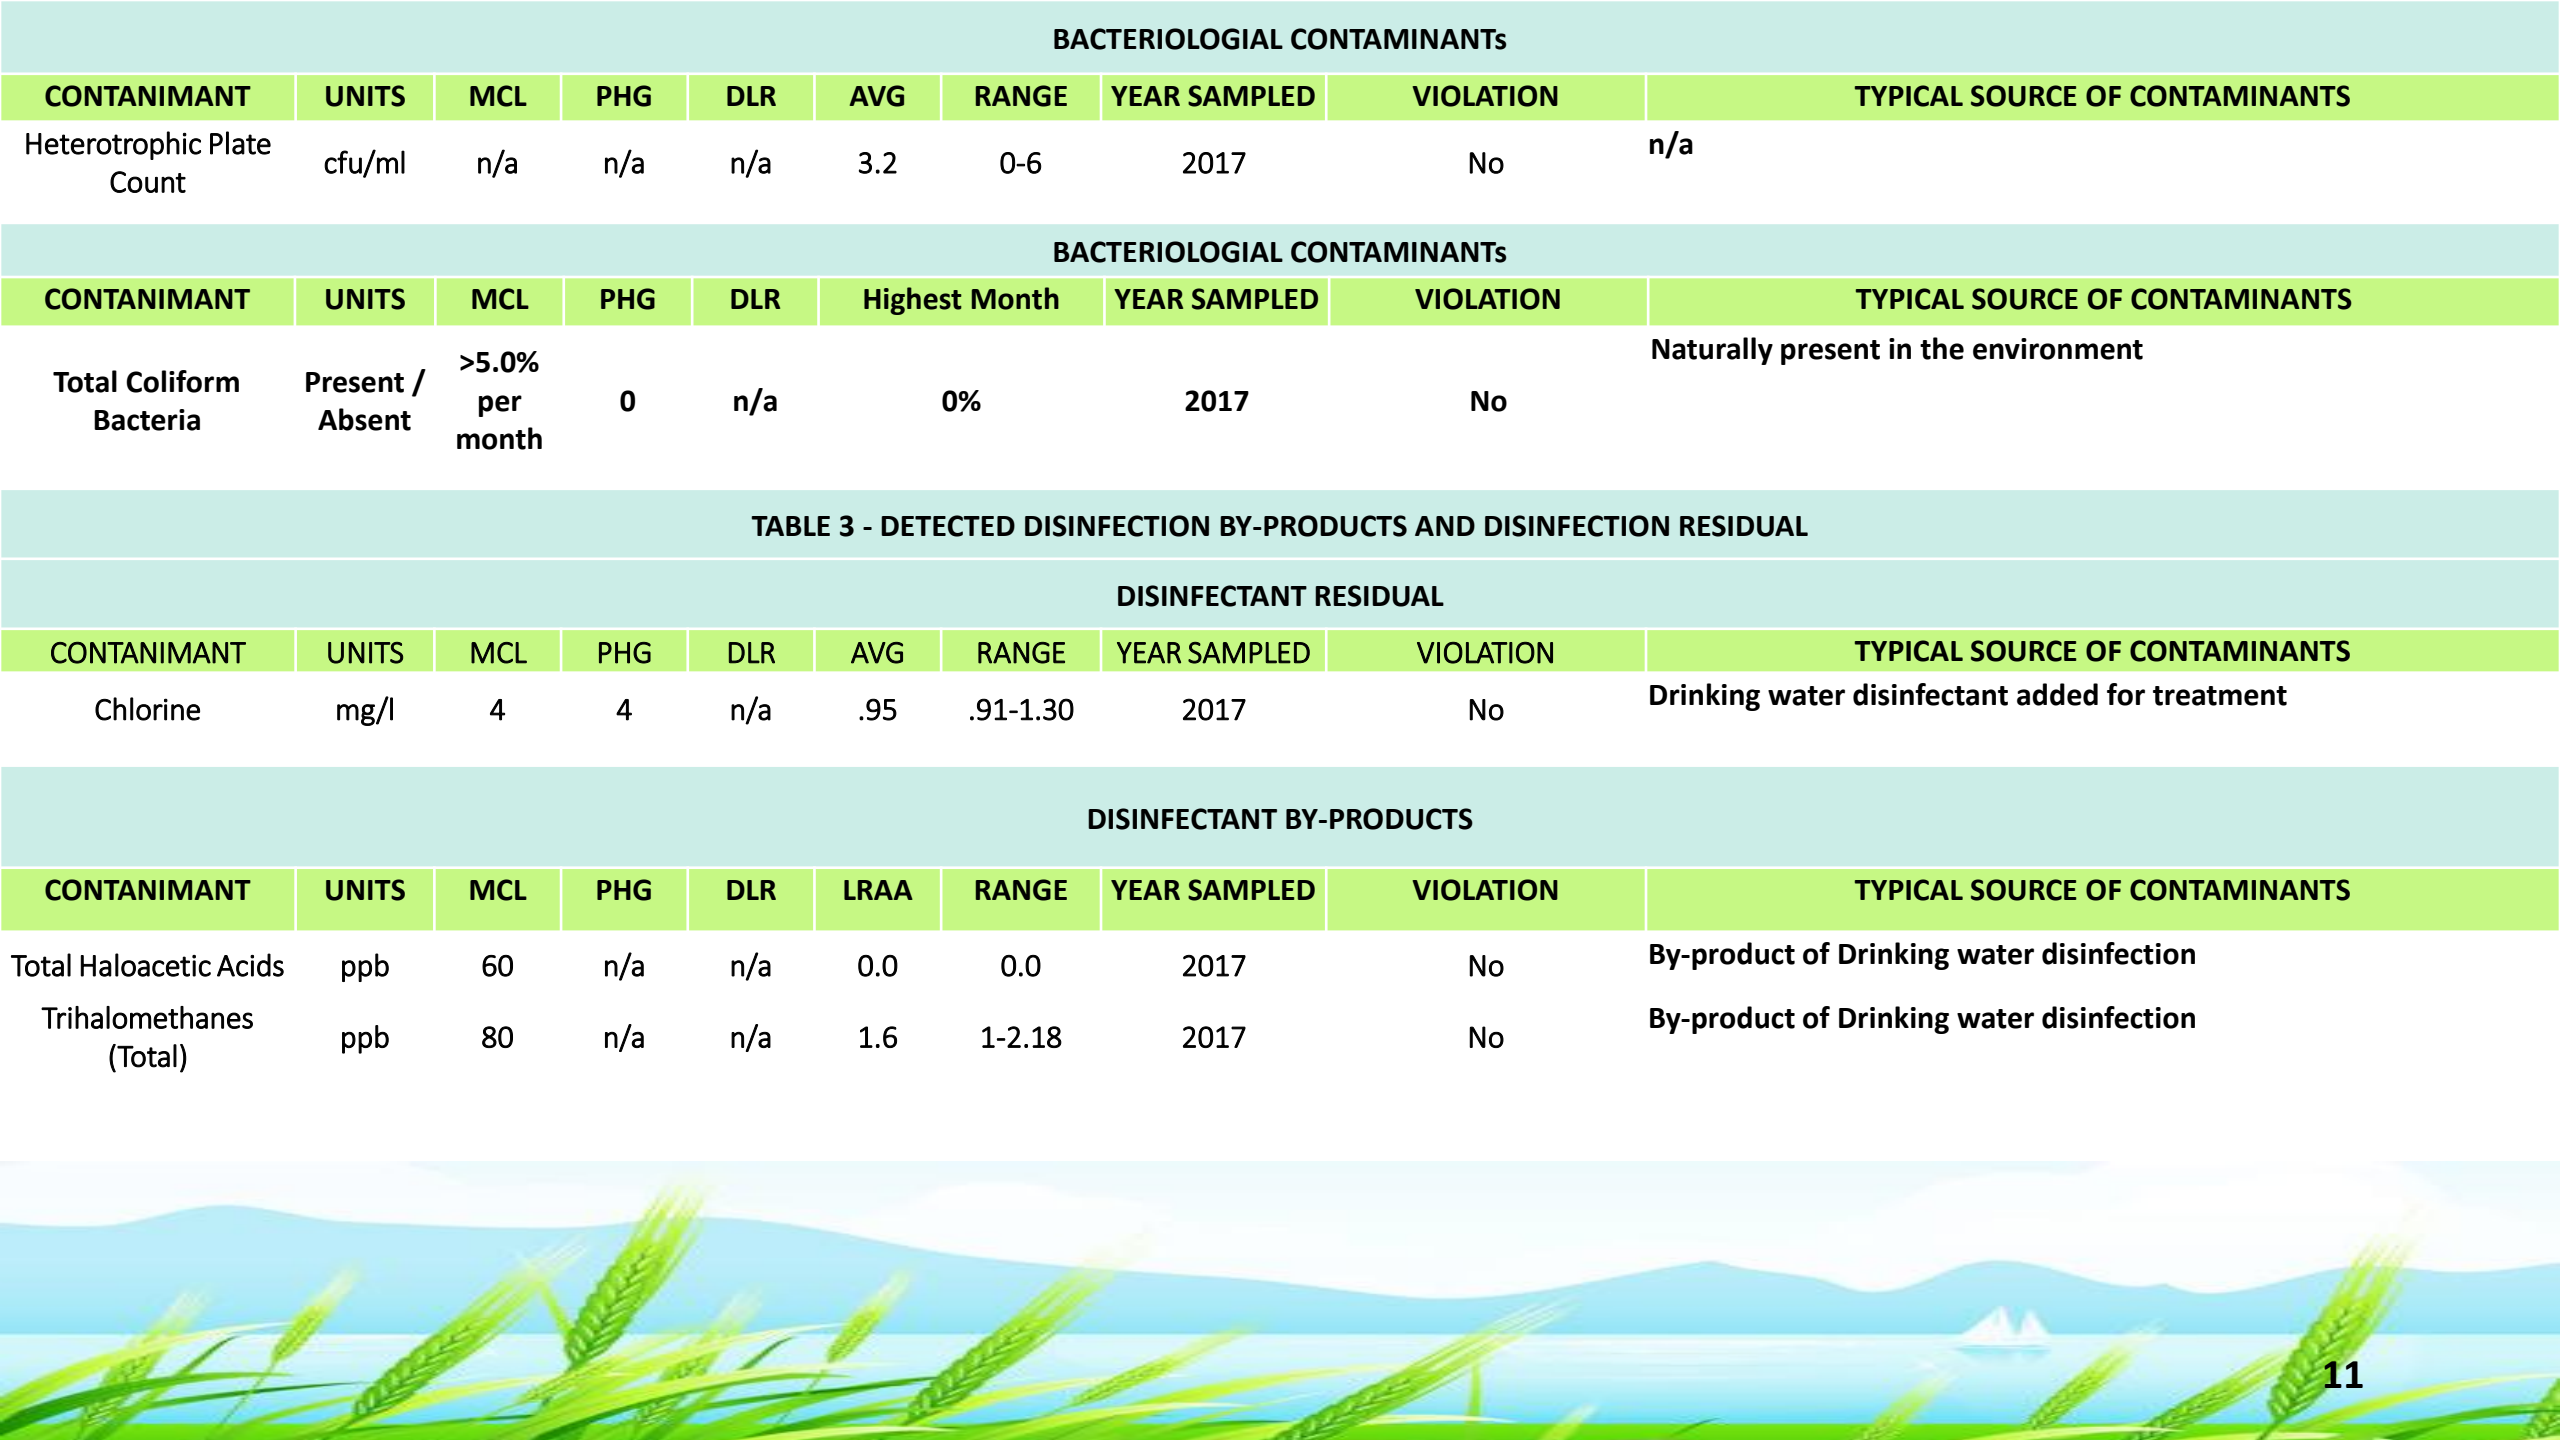 BACTERIOLOGIAL CONTAMINANTs
CONTANIMANT UNITS MCL PHG DLR AVG RANGE YEAR SAMPLED VIOLATION TYPICAL SOURCE OF CONTAMINANTS
Heterotrophic Plate Count cfu/ml n/a n/a n/a 3.2 0-6 2017 No n/a
BACTERIOLOGIAL CONTAMINANTs
CONTANIMANT UNITS MCL PHG DLR Highest Month YEAR SAMPLED VIOLATION TYPICAL SOURCE OF CONTAMINANTS
Total Coliform Bacteria Present / Absent >5.0% per month 0 n/a 0% 2017 No Naturally present in the environment
TABLE 3 - DETECTED DISINFECTION BY-PRODUCTS AND DISINFECTION RESIDUAL
DISINFECTANT RESIDUAL
CONTANIMANT UNITS MCL PHG DLR AVG RANGE YEAR SAMPLED VIOLATION TYPICAL SOURCE OF CONTAMINANTS
Chlorine mg/l 4 4 n/a .95 .91-1.30 2017 No Drinking water disinfectant added for treatment
DISINFECTANT BY-PRODUCTS
CONTANIMANT UNITS MCL PHG DLR LRAA RANGE YEAR SAMPLED VIOLATION TYPICAL SOURCE OF CONTAMINANTS
Total Haloacetic Acids ppb 60 n/a n/a 0.0 0.0 2017 No By-product of Drinking water disinfection
Trihalomethanes (Total) ppb 80 n/a n/a 1.6 1-2.18 2017 No By-product of Drinking water disinfection
11